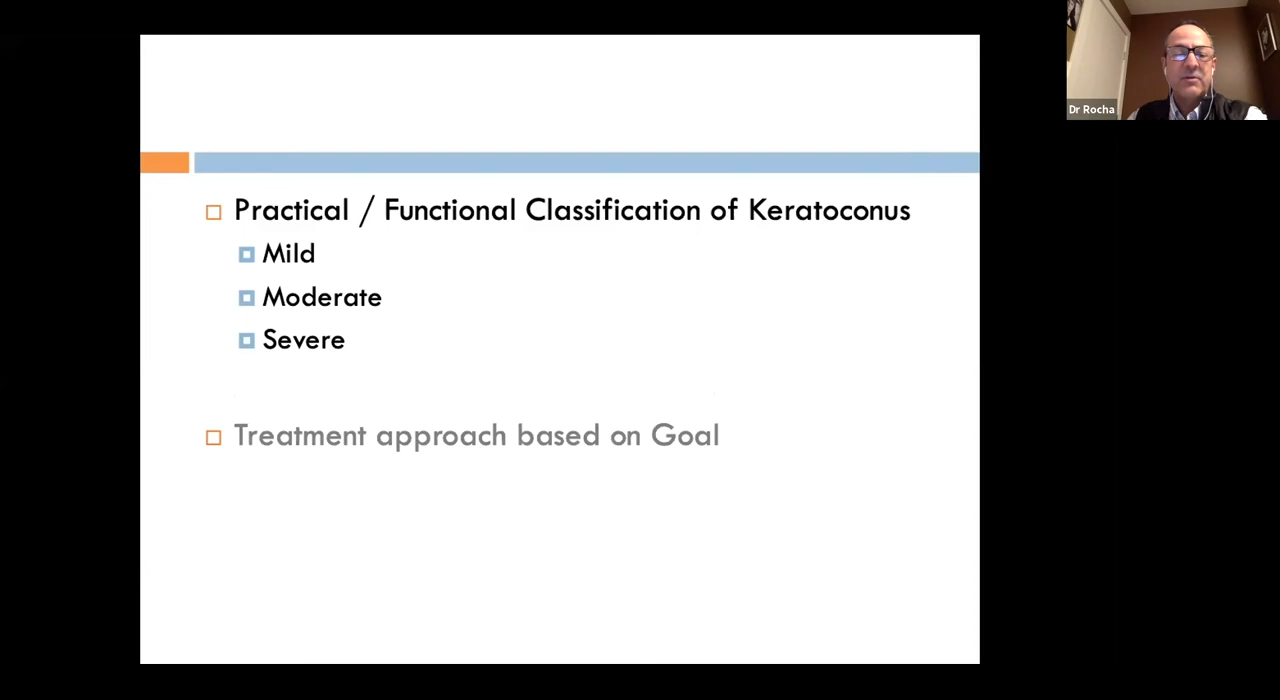 Dr Rocha
Practical / Functional Classification of Keratoconus
Mild
Moderate
Severe
Treatment approach based on Goal